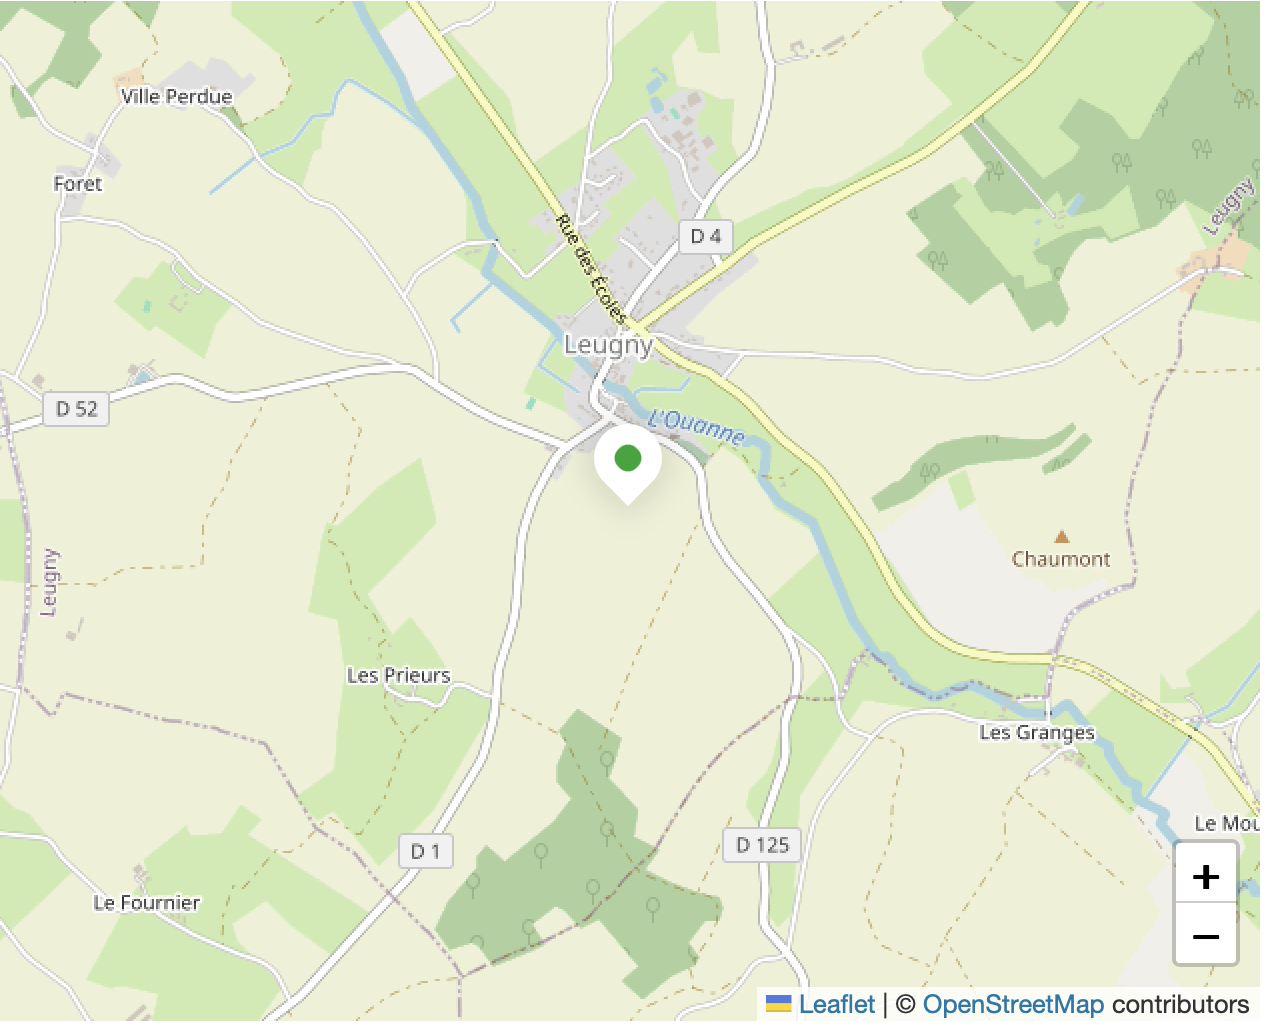 Ville Perdue
Foret
Leugny
Rue des Écoles
D 4
Leugny
D 52
L'Ouanne
Chaumont
Leugny
Les Prieurs
Les Granges
Le Mou
D 1
D 125
Le Fournier
+
−
Leaflet | © OpenStreetMap contributors